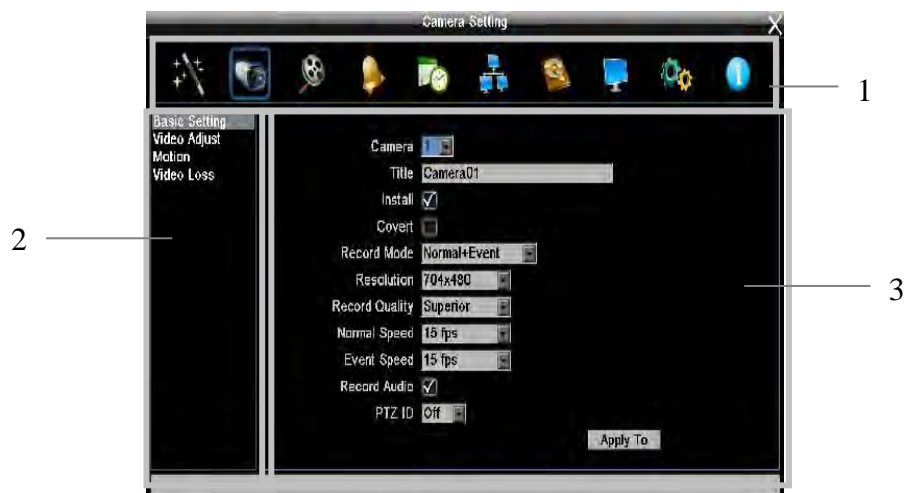 Camera Setting
X
1
Basic Setting
Video Adjust
Motion
Video Loss
2
3
Camera 1
Title Camera01
Install
Covert
Record Mode Normal+Event
Resolution 704x480
Record Quality Superior
Normal Speed 15 fps
Event Speed 15 fps
Record Audio
PTZ ID Off
Apply To